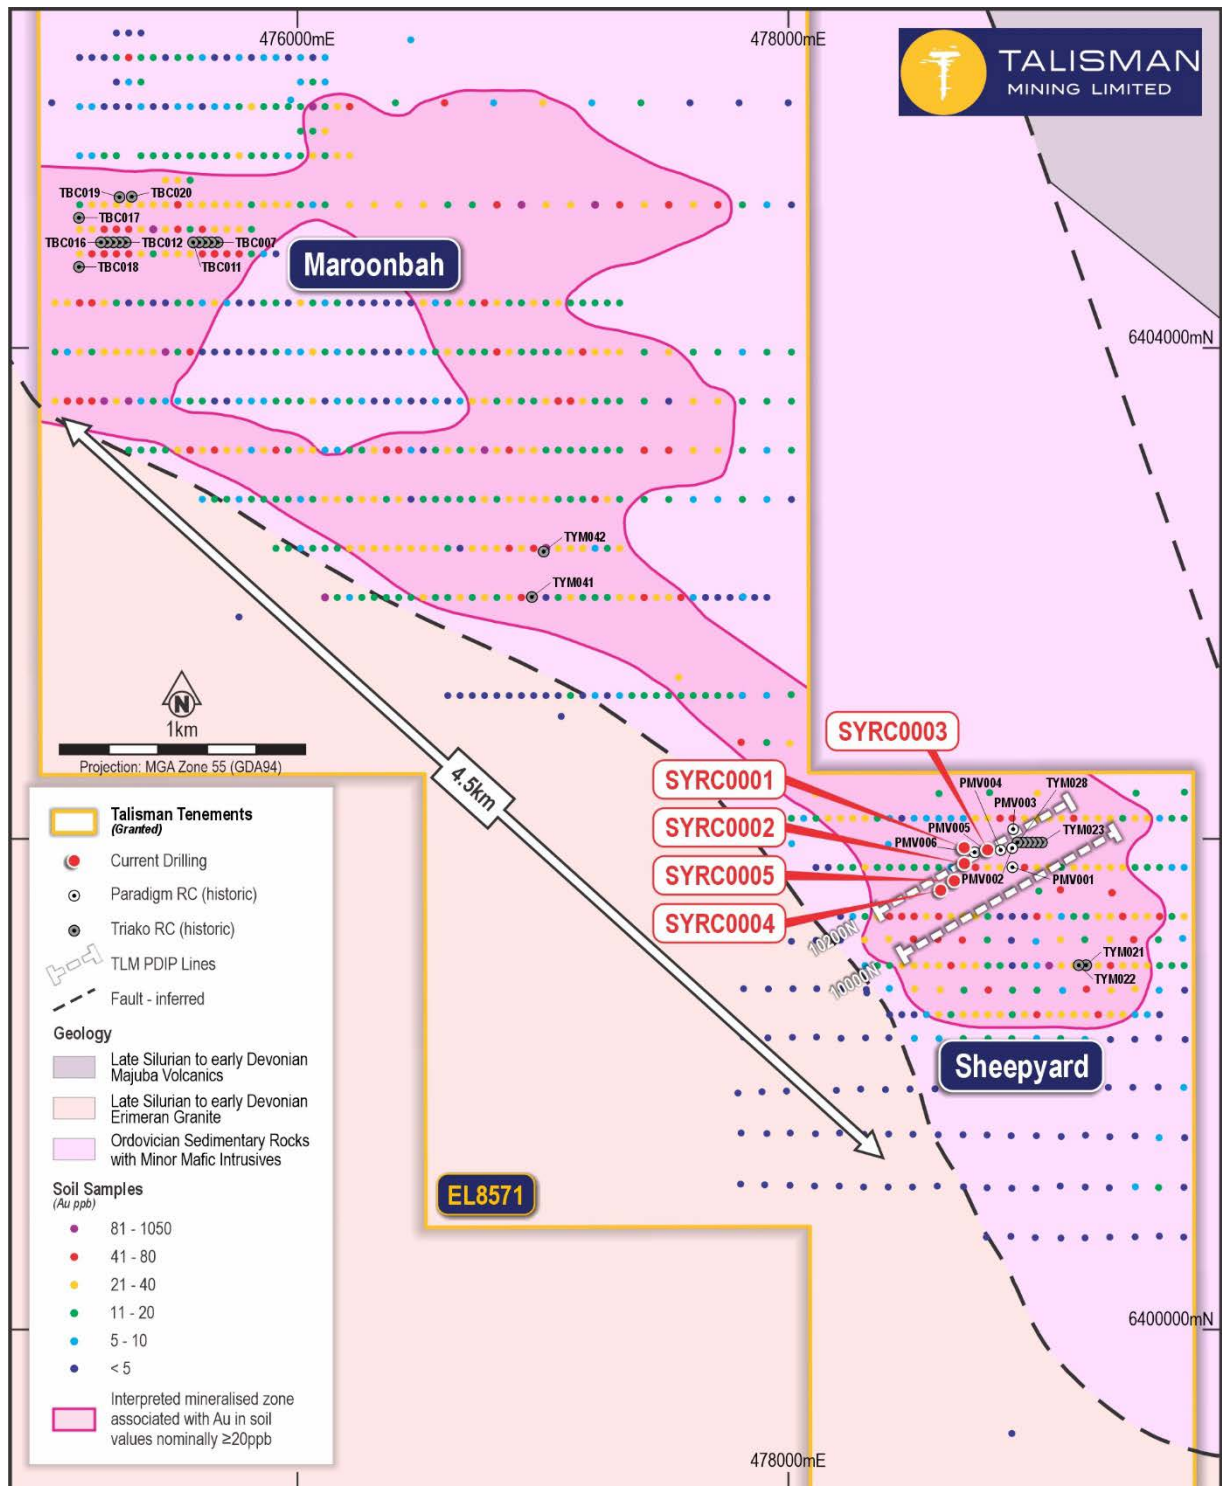 476000mE
478000mE
TALISMAN
MINING LIMITED
TBC019
TBC020
TBC017
TBC016
TBC012
TBC007
TBC018
TBC011
Maroonbah
6404000mN
TYM042
TYM041
N
1km
Projection: MGA Zone 55 (GDA94)
4.5km
SYRC0003
SYRC0001
SYRC0002
SYRC0005
SYRC0004
PMV004
TYM028
PMV003
PMV005
TYM023
PMV006
PMV002
PMV001
10200N
10000N
TYM021
TYM022
Sheepyard
EL8571
6400000mN
478000mE
Talisman Tenements
(Granted)
Current Drilling
Paradigm RC (historic)
Triako RC (historic)
TLM PDIP Lines
Fault - inferred
Geology
Late Silurian to early Devonian
Majuba Volcanics
Late Silurian to early Devonian
Erimeran Granite
Ordovician Sedimentary Rocks
with Minor Mafic Intrusives
Soil Samples
(Au ppb)
81 - 1050
41 - 80
21 - 40
11 - 20
5 - 10
< 5
Interpreted mineralised zone
associated with Au in soil
values nominally ≥20ppb